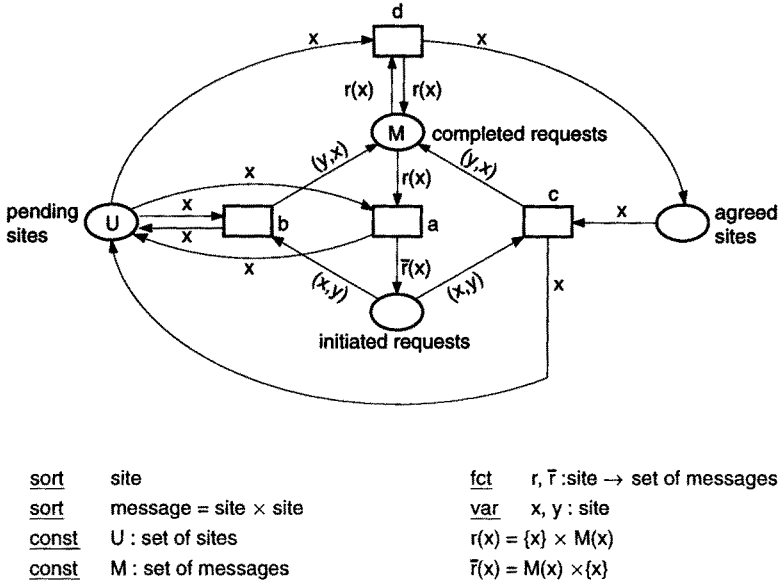 d
x
x
r(x)
r(x)
M
completed requests
(y,x)
(y,x)
x
r(x)
c
pending
sites
U
x
x
b
a
x
agreed
sites
x
r̅(x)
x
(x,y)
(x,y)
initiated requests
sort site
sort message = site × site
const U : set of sites
const M : set of messages
fct r, r̅ :site → set of messages
var x, y : site
r(x) = {x} × M(x)
r̅(x) = M(x) ×{x}